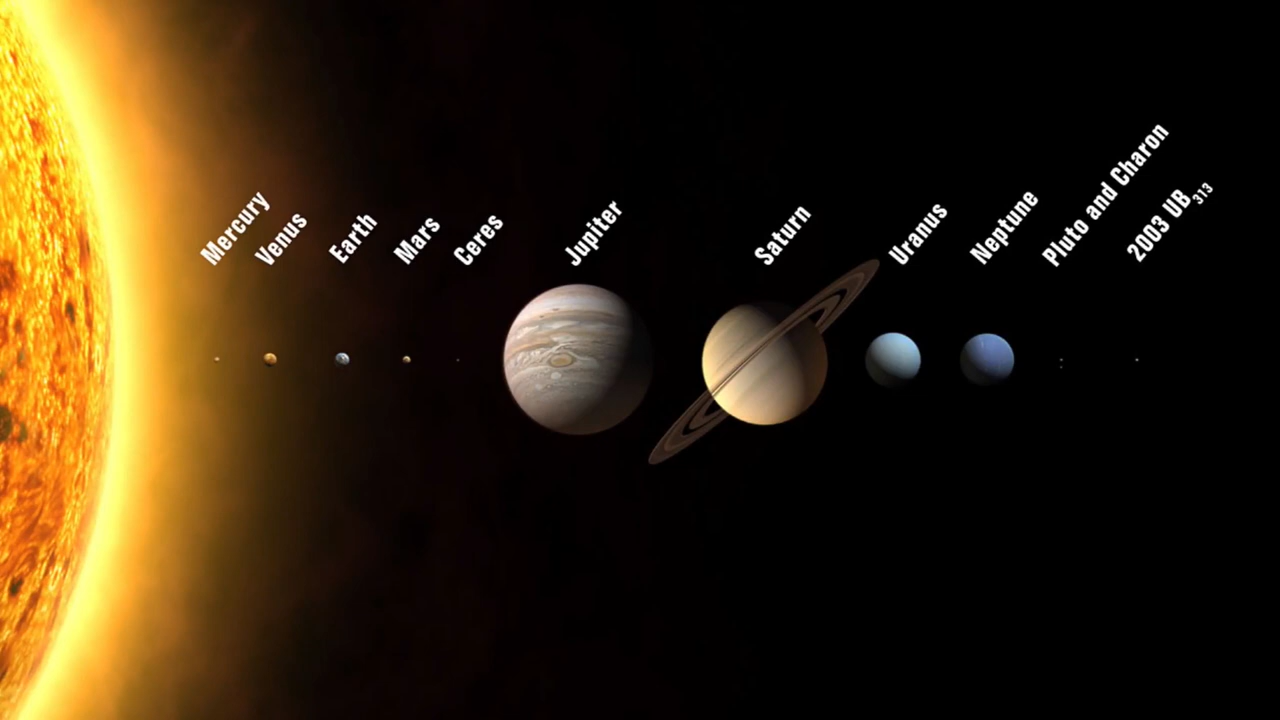 Mercury
Venus
Earth
Mars
Ceres
Jupiter
Saturn
Uranus
Neptune
Pluto and Charon
2003 UB313